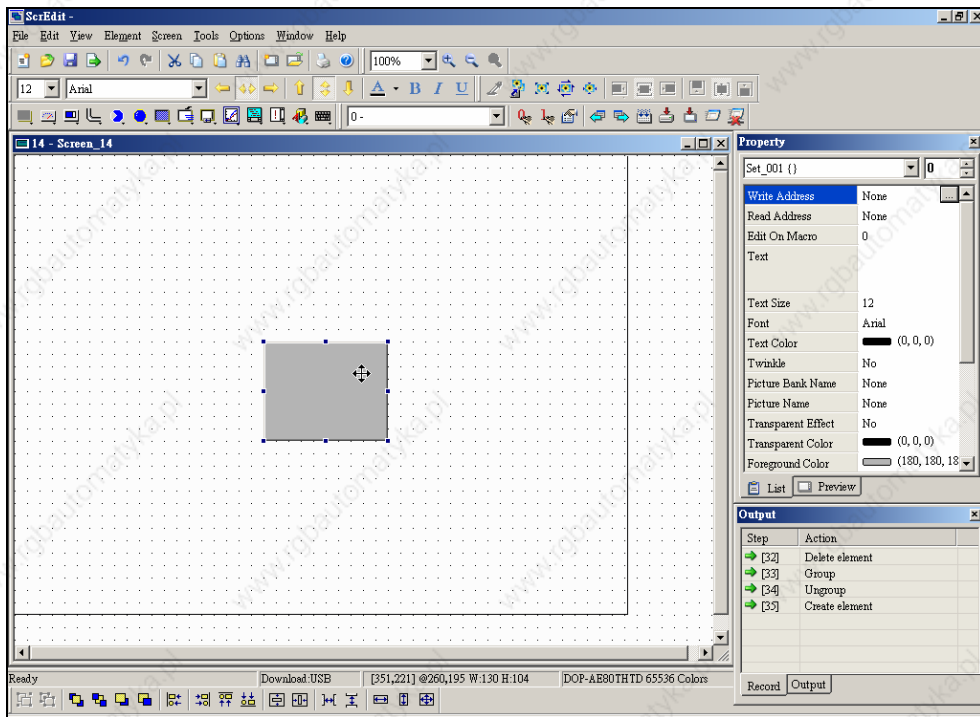 ScrEdit -
File Edit View Element Screen Tools Options Window Help
100%
12 Arial A B I U
0 -
14 - Screen_14
Property
Set_001 {} 0
Write Address None ...
Read Address None
Edit On Macro 0
Text
Text Size 12
Font Arial
Text Color (0, 0, 0)
Twinkle No
Picture Bank Name None
Picture Name None
Transparent Effect No
Transparent Color (0, 0, 0)
Foreground Color (180, 180, 18
List Preview
Output
Step Action
[32] Delete element
[33] Group
[34] Ungroup
[35] Create element
Record Output
Ready Download:USB [351,221] @260,195 W:130 H:104 DOP-AE80THTD 65536 Colors
www.rgbautomatyka.pl